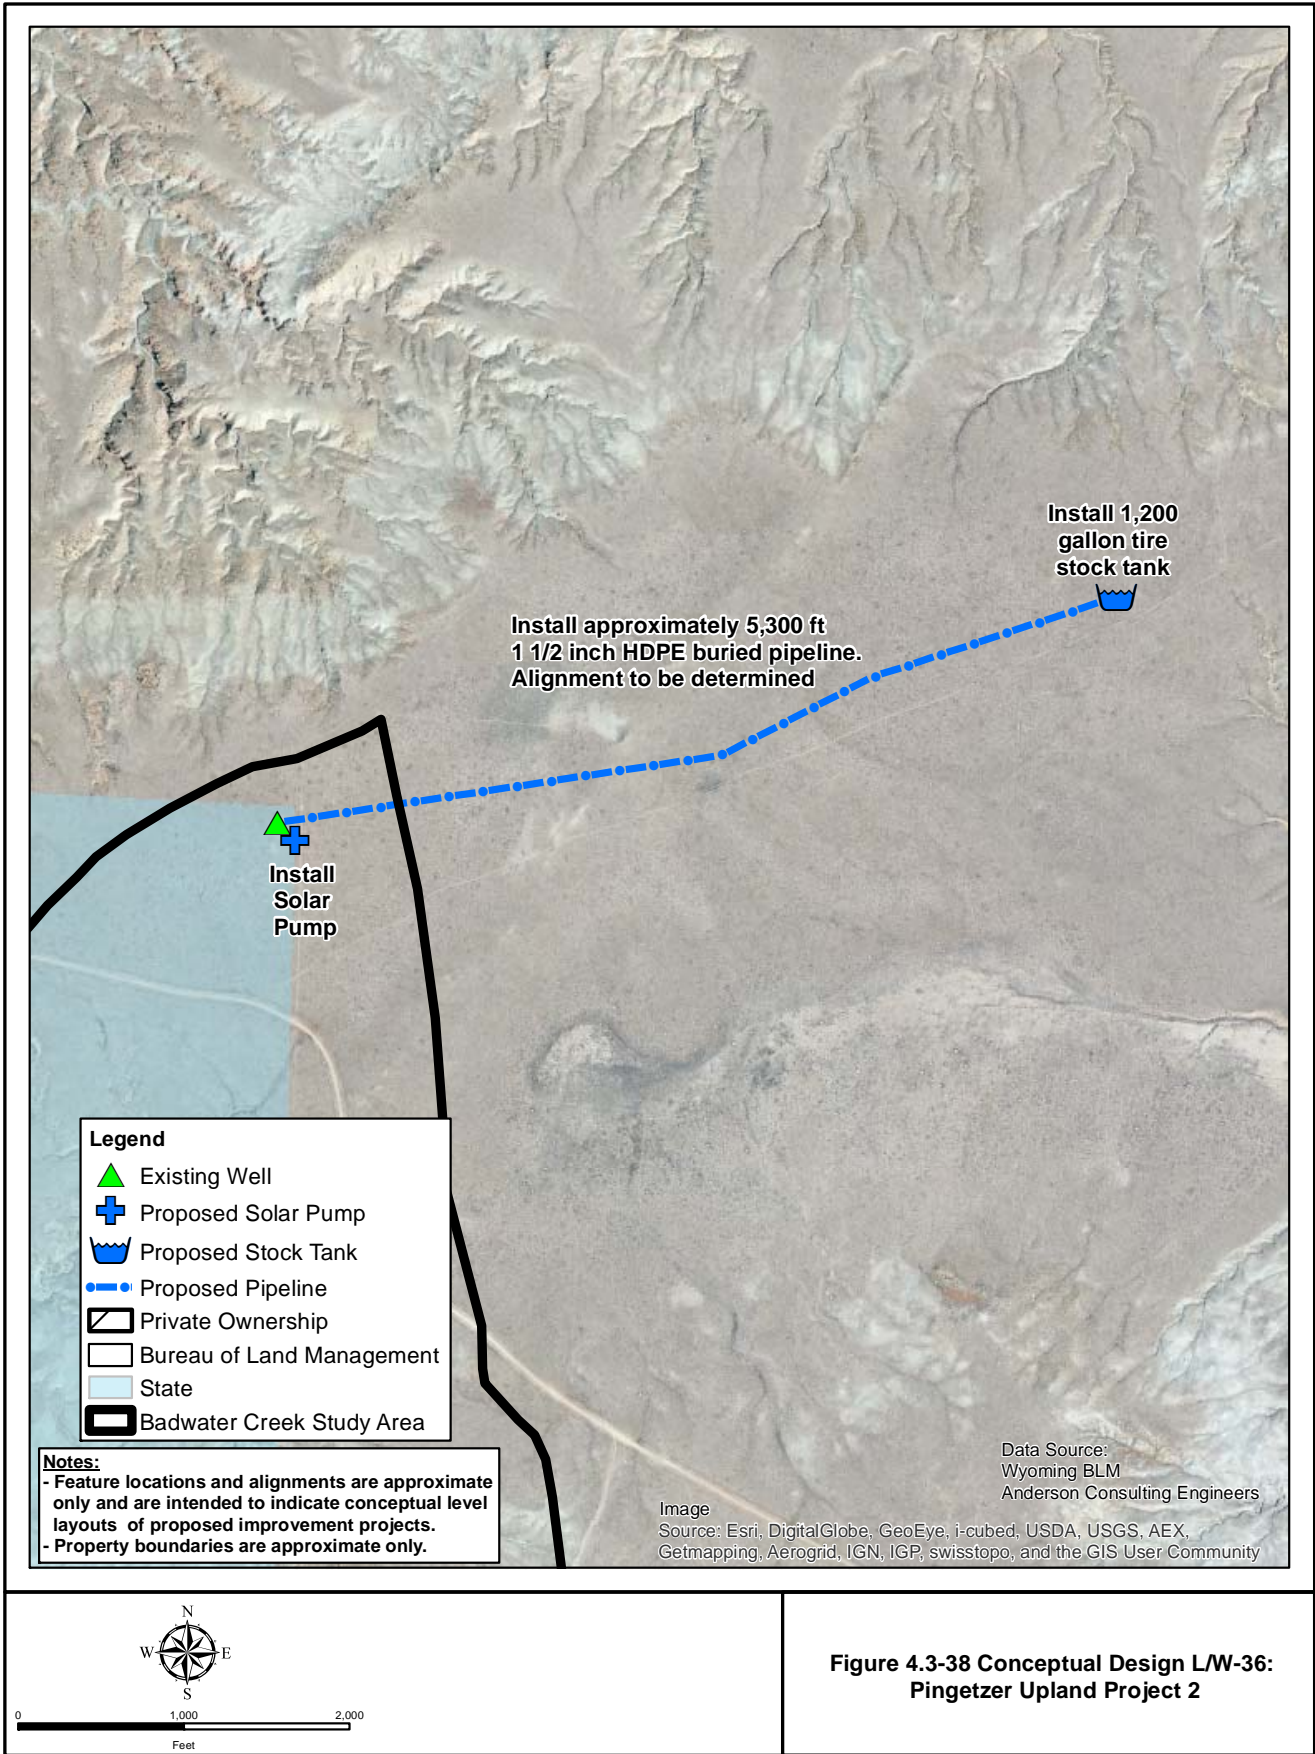 Install 1,200
gallon tire
stock tank
Install approximately 5,300 ft
1 1/2 inch HDPE buried pipeline.
Alignment to be determined
Install
Solar
Pump
Legend
Existing Well
Proposed Solar Pump
Proposed Stock Tank
Proposed Pipeline
Private Ownership
Bureau of Land Management
State
Badwater Creek Study Area
Notes:
- Feature locations and alignments are approximate
only and are intended to indicate conceptual level
layouts of proposed improvement projects.
- Property boundaries are approximate only.
Data Source:
Wyoming BLM
Anderson Consulting Engineers
Image
Source: Esri, DigitalGlobe, GeoEye, i-cubed, USDA, USGS, AEX,
Getmapping, Aerogrid, IGN, IGP, swisstopo, and the GIS User Community
N
W E
S
0 1,000 2,000
Feet
Figure 4.3-38 Conceptual Design L/W-36:
Pingetzer Upland Project 2